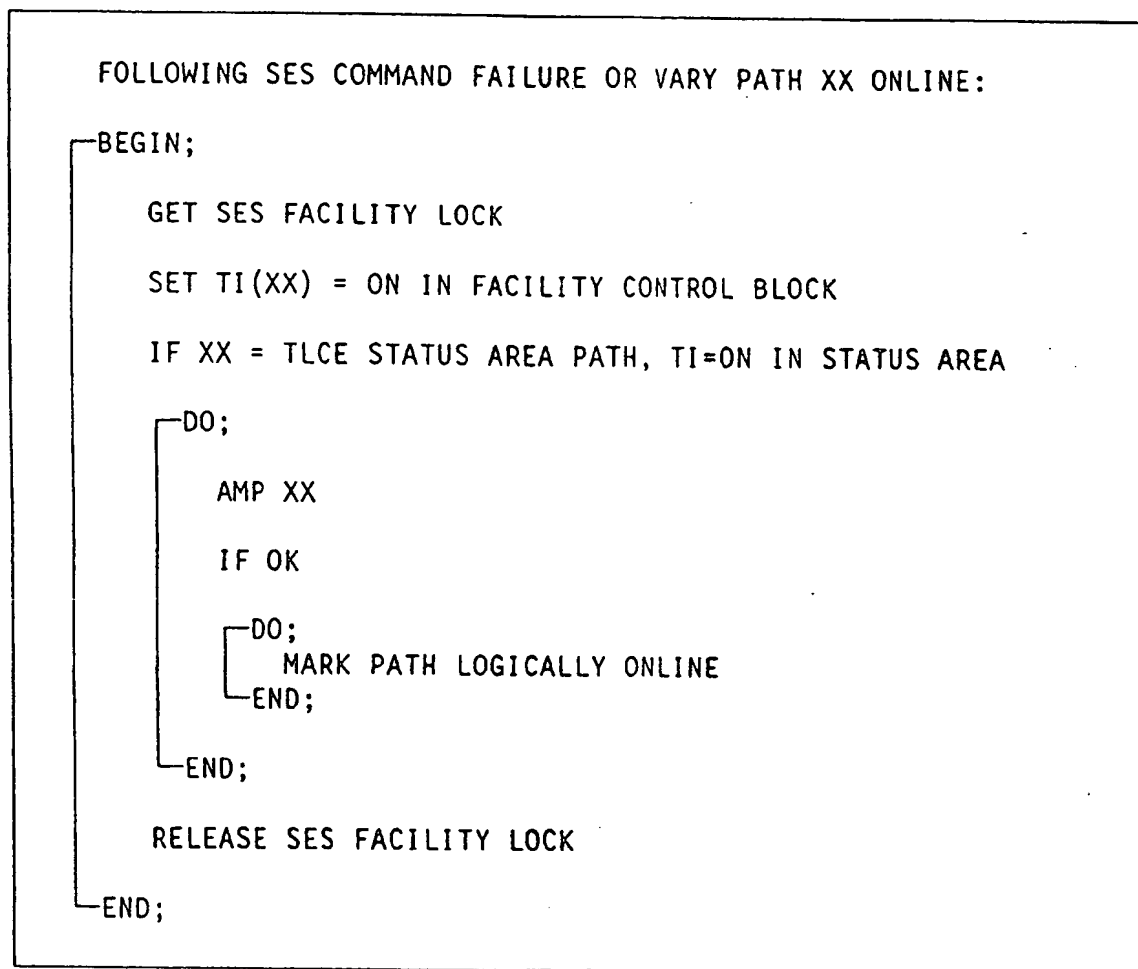 FOLLOWING SES COMMAND FAILURE OR VARY PATH XX ONLINE:
BEGIN;
GET SES FACILITY LOCK
SET TI(XX) = ON IN FACILITY CONTROL BLOCK
IF XX = TLCE STATUS AREA PATH, TI=ON IN STATUS AREA
DO;
AMP XX
IF OK
DO;
MARK PATH LOGICALLY ONLINE
END;
END;
RELEASE SES FACILITY LOCK
END;